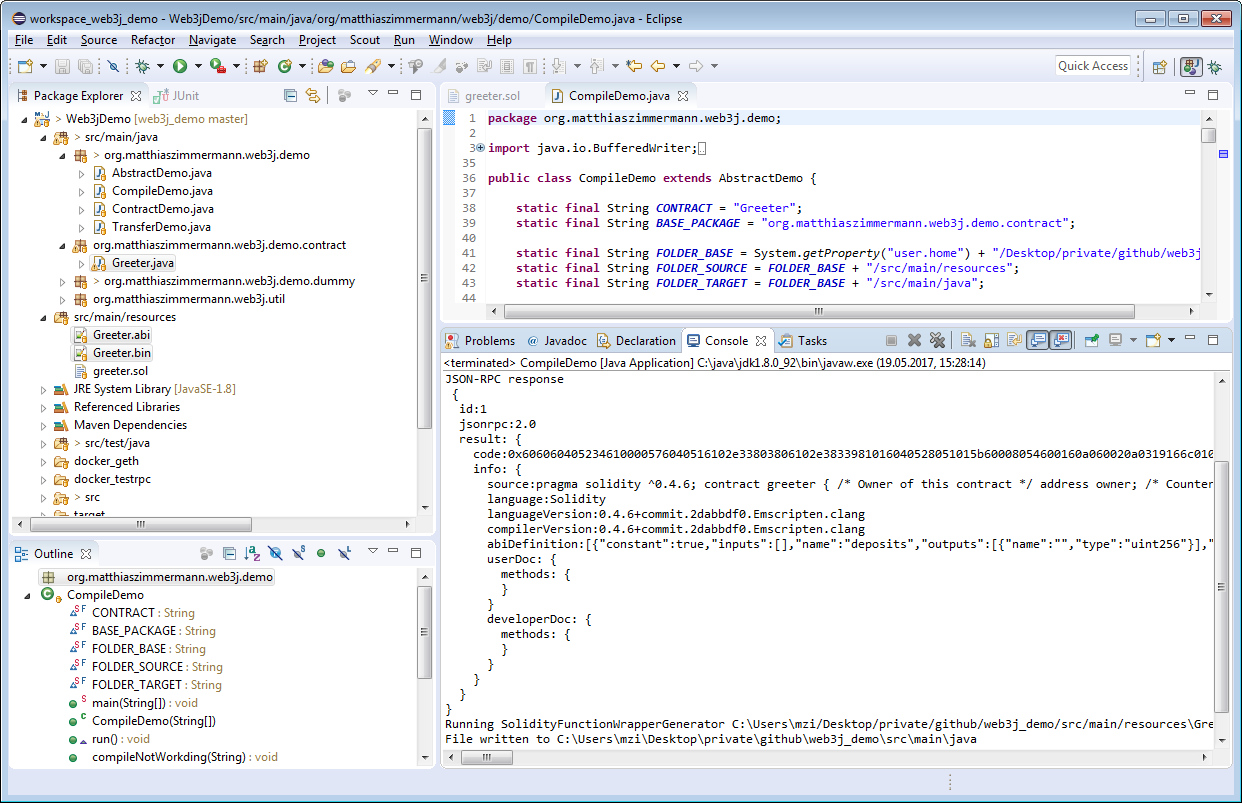 workspace_web3j_demo - Web3jDemo/src/main/java/org/matthiaszimmermann/web3j/demo/CompileDemo.java - Eclipse
File Edit Source Refactor Navigate Search Project Scout Run Window Help
Quick Access
Package Explorer JUnit
> Web3jDemo [web3j_demo master]
> src/main/java
> org.matthiaszimmermann.web3j.demo
AbstractDemo.java
CompileDemo.java
ContractDemo.java
TransferDemo.java
org.matthiaszimmermann.web3j.demo.contract
Greeter.java
> org.matthiaszimmermann.web3j.demo.dummy
org.matthiaszimmermann.web3j.util
src/main/resources
Greeter.abi
Greeter.bin
greeter.sol
JRE System Library [JavaSE-1.8]
Referenced Libraries
Maven Dependencies
> src/test/java
docker_geth
docker_testrpc
> src
target
Outline
org.matthiaszimmermann.web3j.demo
CompileDemo
CONTRACT : String
BASE_PACKAGE : String
FOLDER_BASE : String
FOLDER_SOURCE : String
FOLDER_TARGET : String
main(String[]) : void
CompileDemo(String[])
run() : void
compileNotWorkding(String) : void
greeter.sol CompileDemo.java
1 package org.matthiaszimmermann.web3j.demo;
2
3 import java.io.BufferedWriter;
35
36 public class CompileDemo extends AbstractDemo {
37
38 static final String CONTRACT = "Greeter";
39 static final String BASE_PACKAGE = "org.matthiaszimmermann.web3j.demo.contract";
40
41 static final String FOLDER_BASE = System.getProperty("user.home") + "/Desktop/private/github/web3j
42 static final String FOLDER_SOURCE = FOLDER_BASE + "/src/main/resources";
43 static final String FOLDER_TARGET = FOLDER_BASE + "/src/main/java";
44
Problems @ Javadoc Declaration Console Tasks
<terminated> CompileDemo [Java Application] C:\java\jdk1.8.0_92\bin\javaw.exe (19.05.2017, 15:28:14)
JSON-RPC response
{
id:1
jsonrpc:2.0
result: {
code:0x6060604052346100005760405161 02e33803806102e3833981016040528051015b60008054600160a060020a0319166c010
info: {
source:pragma solidity ^0.4.6; contract greeter { /* Owner of this contract */ address owner; /* Counter
language:Solidity
languageVersion:0.4.6+commit.2dabbdf0.Emscripten.clang
compilerVersion:0.4.6+commit.2dabbdf0.Emscripten.clang
abiDefinition:[{"constant":true,"inputs":[],"name":"deposits","outputs":[{"name":"","type":"uint256"}],"
userDoc: {
methods: {
}
}
developerDoc: {
methods: {
}
}
}
}
}
Running SolidityFunctionWrapperGenerator C:\Users\mzi/Desktop/private/github/web3j_demo/src/main/resources\Gre
File written to C:\Users\mzi\Desktop\private\github\web3j_demo\src\main\java